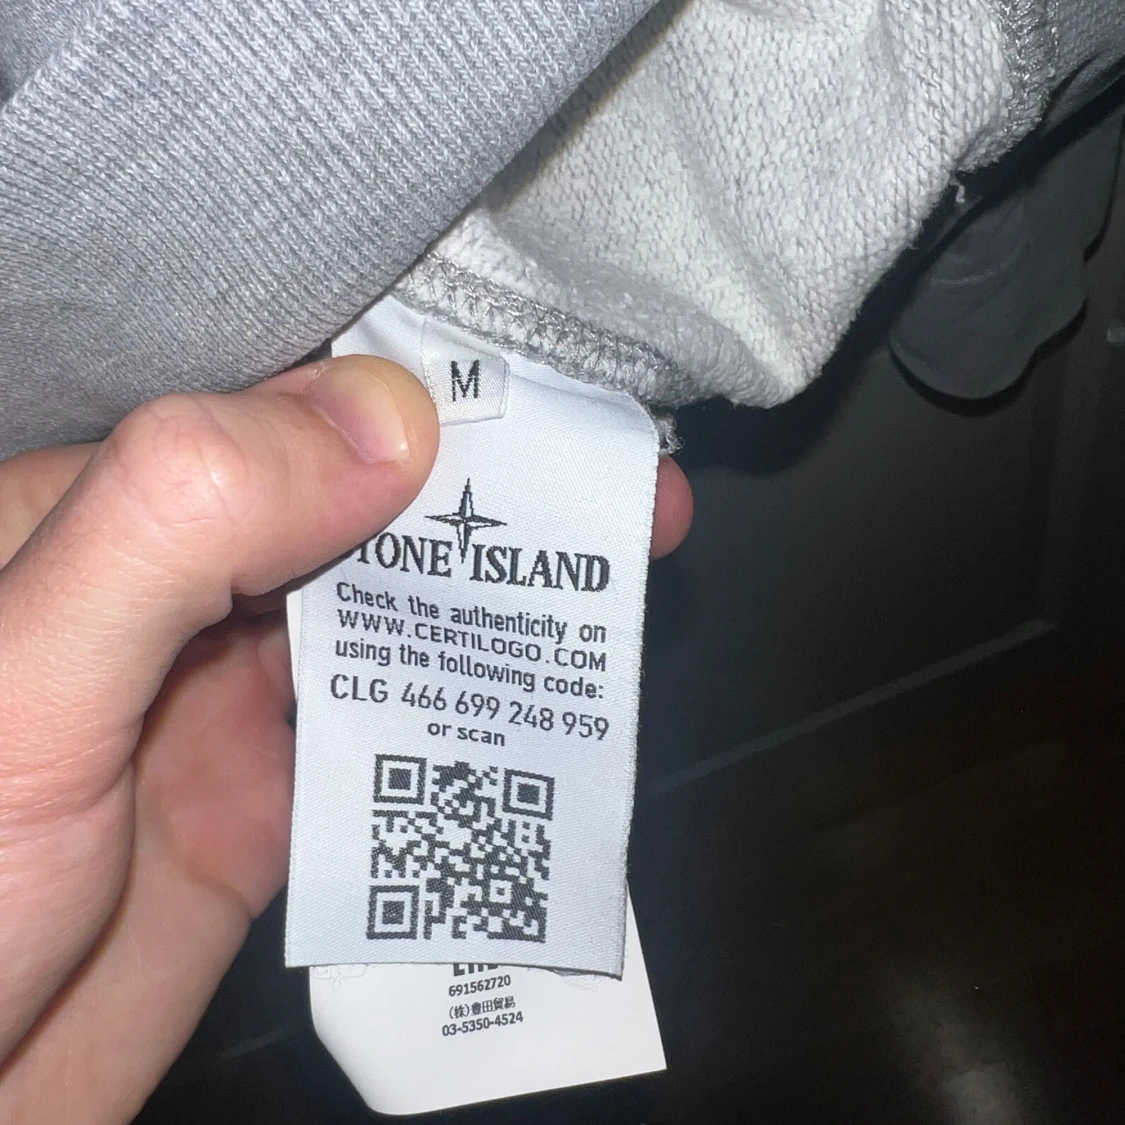 M
TONE ISLAND
Check the authenticity on
WWW.CERTILOGO.COM
using the following code:
CLG 466 699 248 959
or scan
691562720
(株)豊田貿易
03-5350-4524